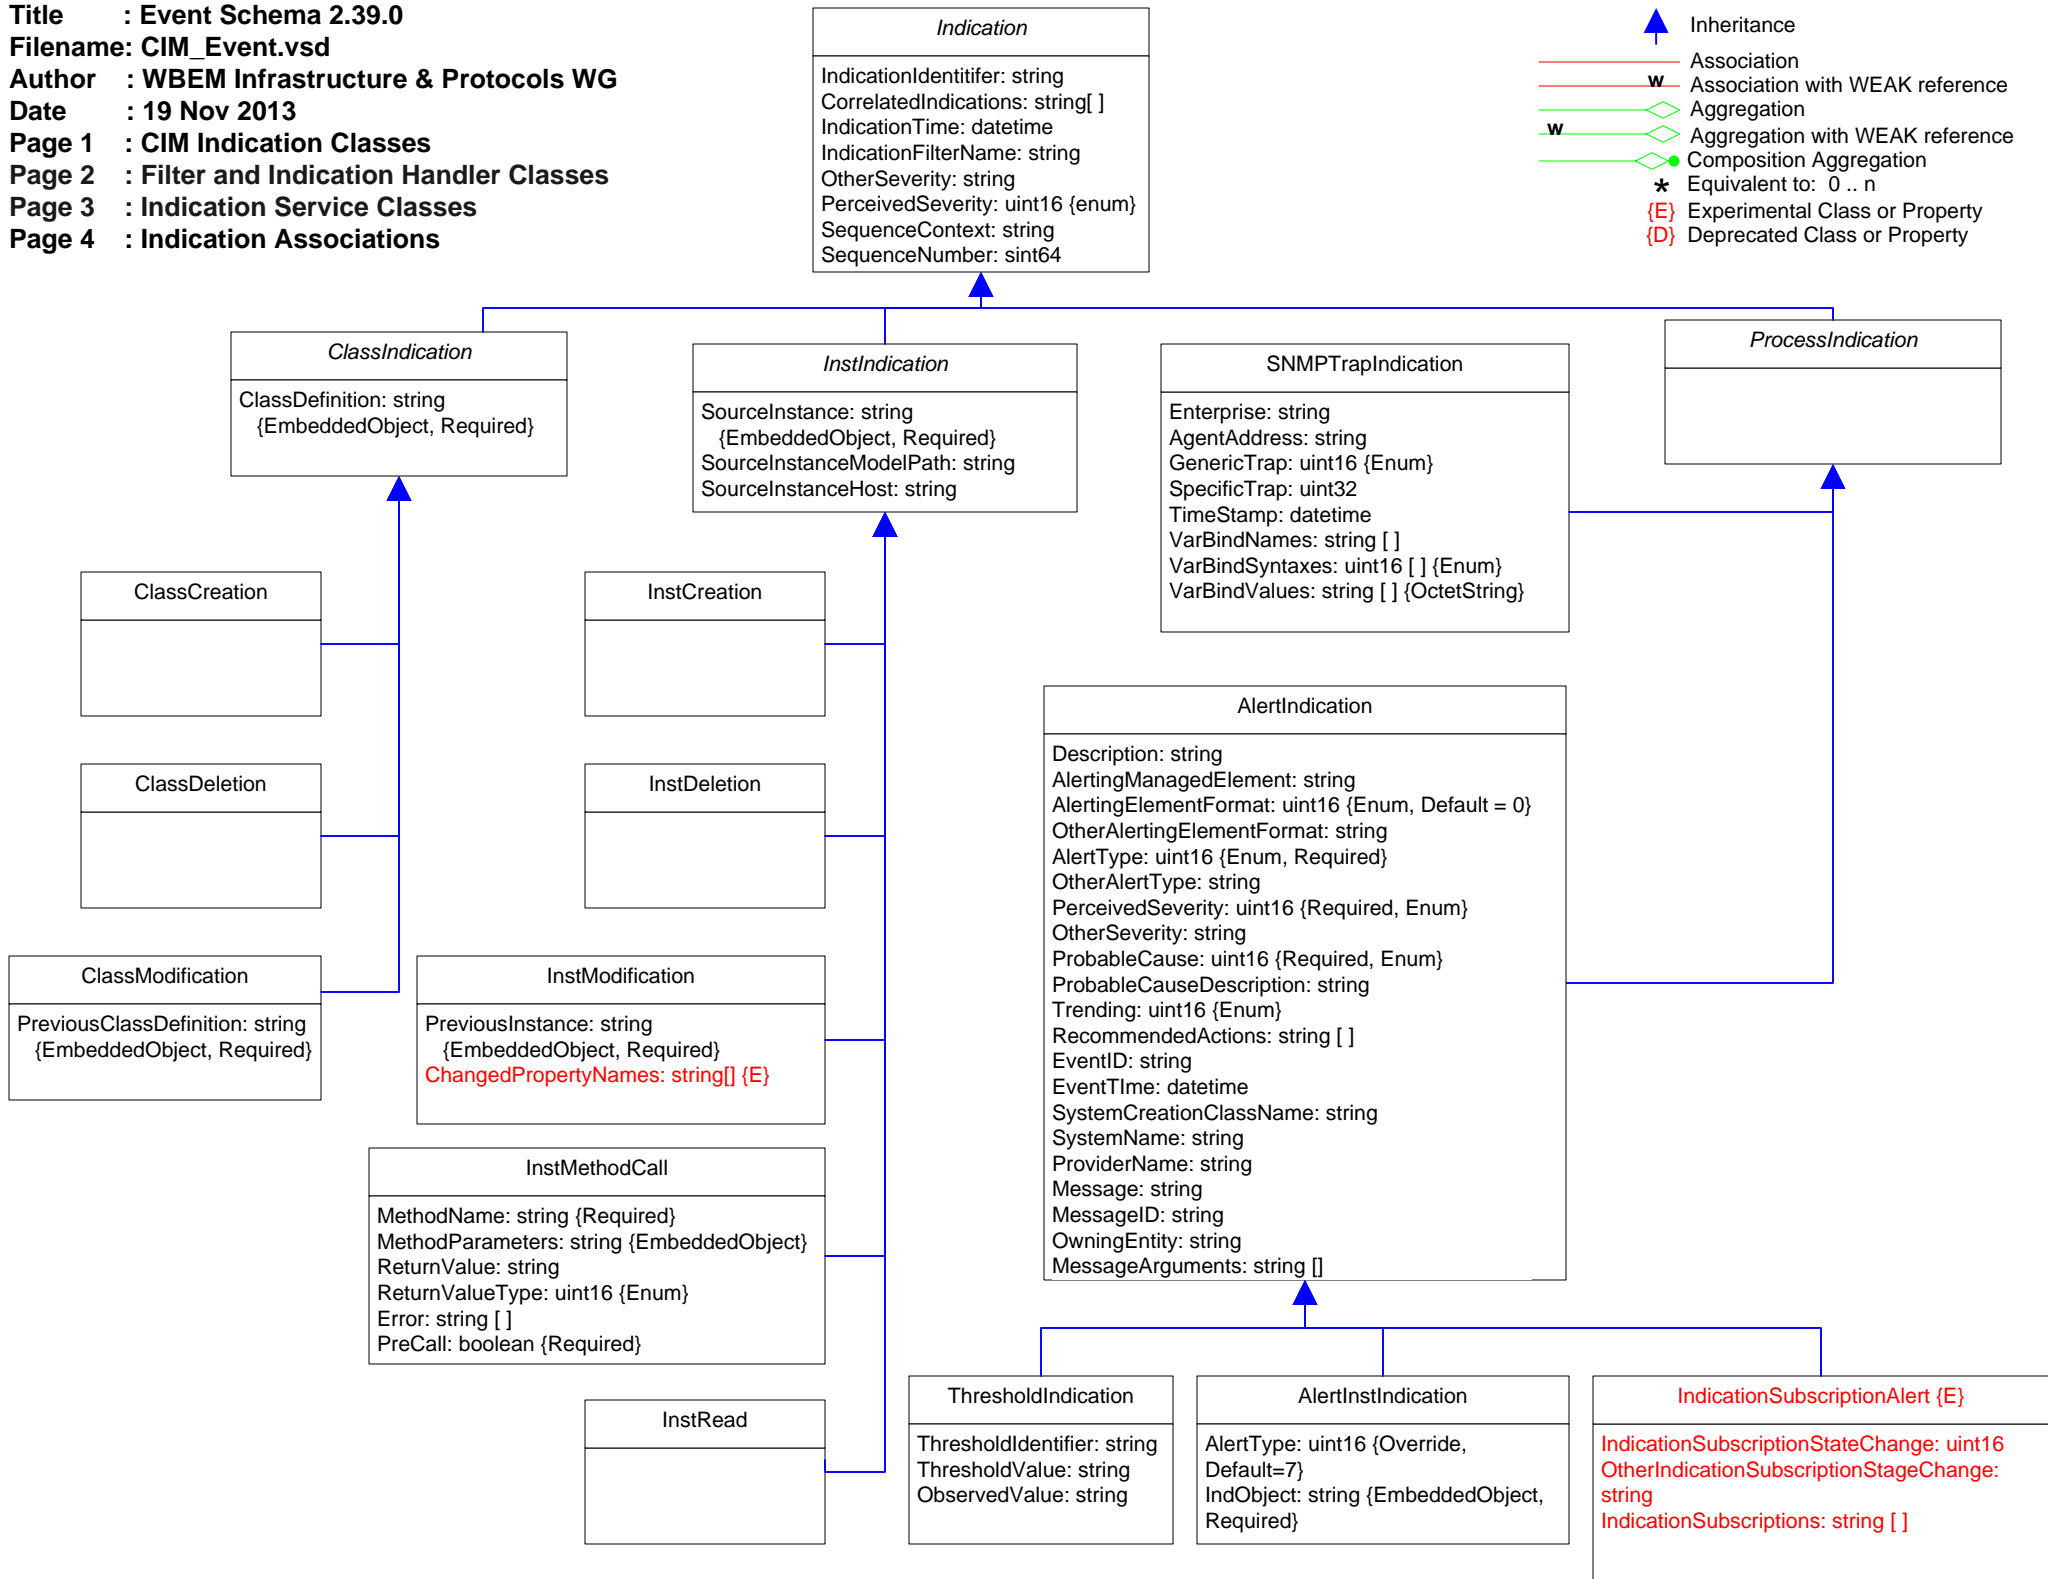 Title : Event Schema 2.39.0
Filename: CIM_Event.vsd
Author : WBEM Infrastructure & Protocols WG
Date : 19 Nov 2013
Page 1 : CIM Indication Classes
Page 2 : Filter and Indication Handler Classes
Page 3 : Indication Service Classes
Page 4 : Indication Associations
Indication
IndicationIdentitifer: string
CorrelatedIndications: string[ ]
IndicationTime: datetime
IndicationFilterName: string
OtherSeverity: string
PerceivedSeverity: uint16 {enum}
SequenceContext: string
SequenceNumber: sint64
Inheritance
Association
w Association with WEAK reference
Aggregation
w Aggregation with WEAK reference
Composition Aggregation
* Equivalent to: 0 .. n
{E} Experimental Class or Property
{D} Deprecated Class or Property
ClassIndication
ClassDefinition: string
{EmbeddedObject, Required}
InstIndication
SourceInstance: string
{EmbeddedObject, Required}
SourceInstanceModelPath: string
SourceInstanceHost: string
SNMPTrapIndication
Enterprise: string
AgentAddress: string
GenericTrap: uint16 {Enum}
SpecificTrap: uint32
TimeStamp: datetime
VarBindNames: string [ ]
VarBindSyntaxes: uint16 [ ] {Enum}
VarBindValues: string [ ] {OctetString}
ProcessIndication
ClassCreation
InstCreation
ClassDeletion
InstDeletion
ClassModification
PreviousClassDefinition: string
{EmbeddedObject, Required}
InstModification
PreviousInstance: string
{EmbeddedObject, Required}
ChangedPropertyNames: string[] {E}
InstMethodCall
MethodName: string {Required}
MethodParameters: string {EmbeddedObject}
ReturnValue: string
ReturnValueType: uint16 {Enum}
Error: string [ ]
PreCall: boolean {Required}
InstRead
AlertIndication
Description: string
AlertingManagedElement: string
AlertingElementFormat: uint16 {Enum, Default = 0}
OtherAlertingElementFormat: string
AlertType: uint16 {Enum, Required}
OtherAlertType: string
PerceivedSeverity: uint16 {Required, Enum}
OtherSeverity: string
ProbableCause: uint16 {Required, Enum}
ProbableCauseDescription: string
Trending: uint16 {Enum}
RecommendedActions: string [ ]
EventID: string
EventTIme: datetime
SystemCreationClassName: string
SystemName: string
ProviderName: string
Message: string
MessageID: string
OwningEntity: string
MessageArguments: string []
ThresholdIndication
ThresholdIdentifier: string
ThresholdValue: string
ObservedValue: string
AlertInstIndication
AlertType: uint16 {Override,
Default=7}
IndObject: string {EmbeddedObject,
Required}
IndicationSubscriptionAlert {E}
IndicationSubscriptionStateChange: uint16
OtherIndicationSubscriptionStageChange:
string
IndicationSubscriptions: string [ ]